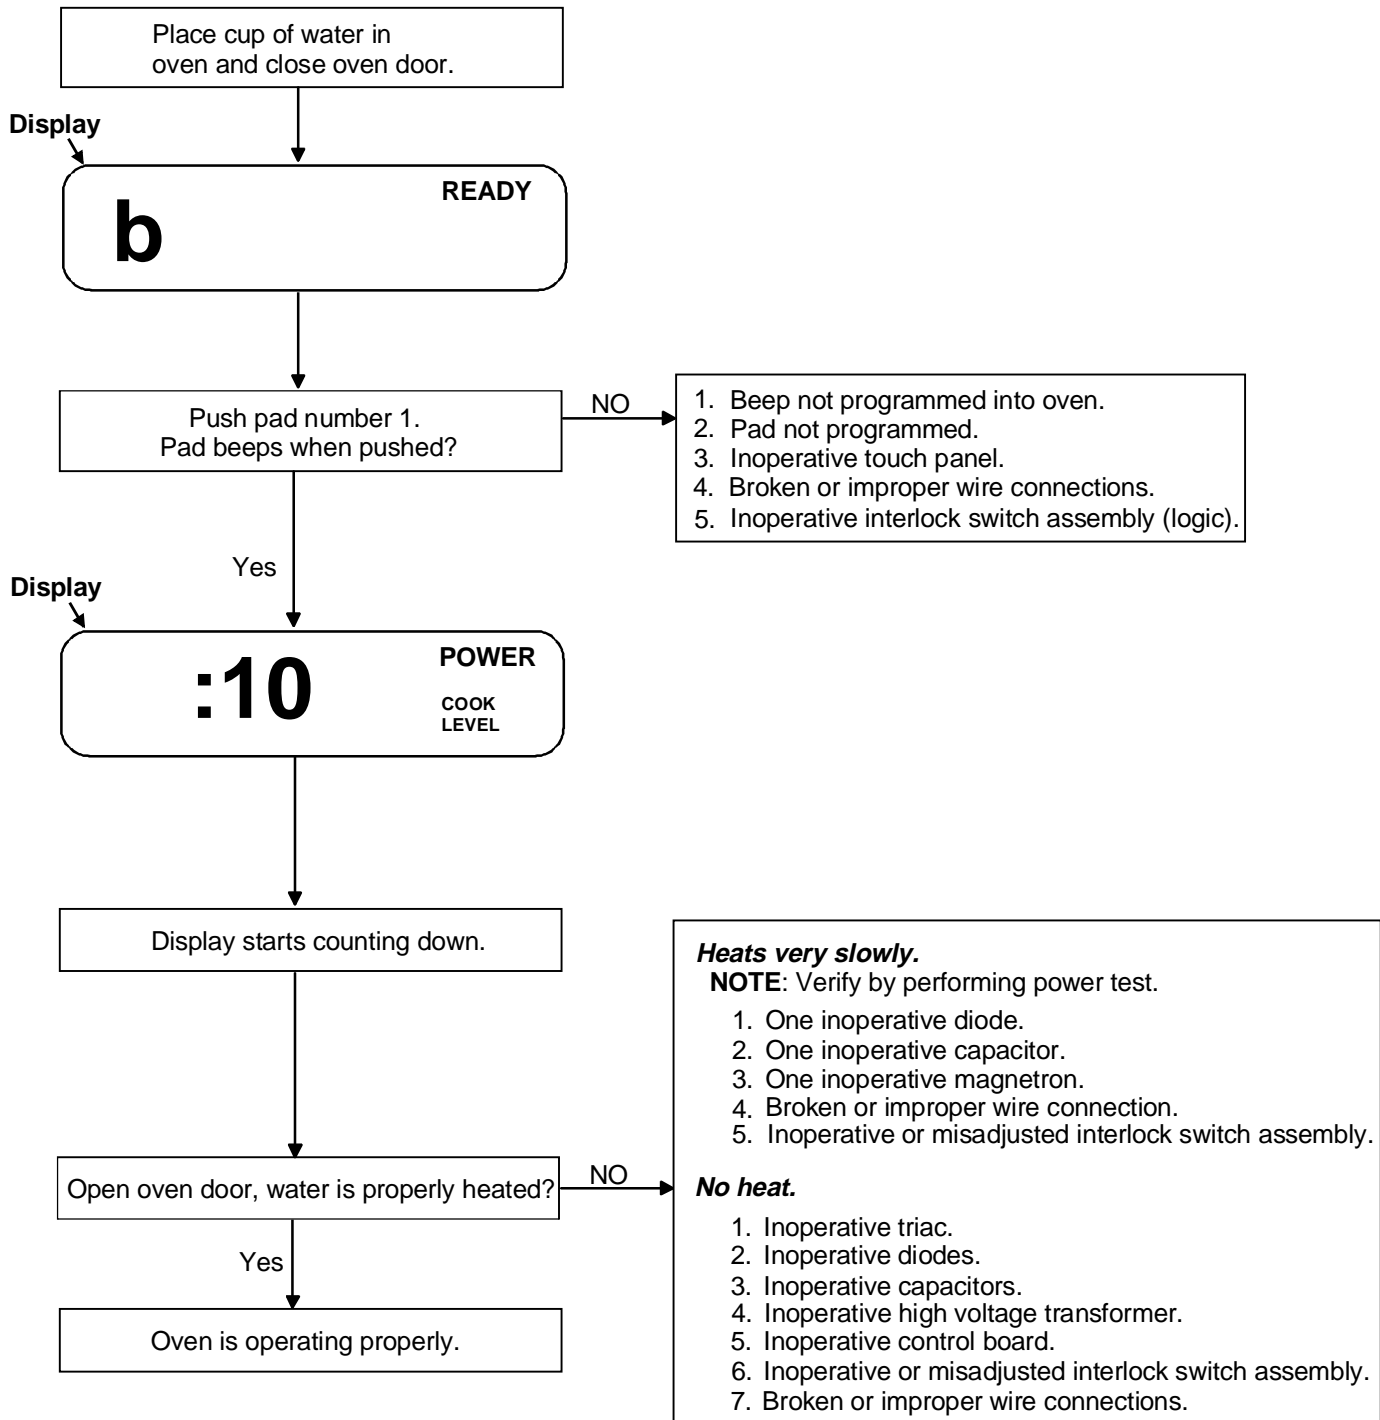 Place cup of water in
oven and close oven door.
Display
READY
b
Push pad number 1.
Pad beeps when pushed?
NO
1. Beep not programmed into oven.
2. Pad not programmed.
3. Inoperative touch panel.
4. Broken or improper wire connections.
5. Inoperative interlock switch assembly (logic).
Yes
Display
:10
POWER
COOK
LEVEL
Display starts counting down.
Open oven door, water is properly heated?
NO
Heats very slowly.
NOTE: Verify by performing power test.
1. One inoperative diode.
2. One inoperative capacitor.
3. One inoperative magnetron.
4. Broken or improper wire connection.
5. Inoperative or misadjusted interlock switch assembly.
No heat.
1. Inoperative triac.
2. Inoperative diodes.
3. Inoperative capacitors.
4. Inoperative high voltage transformer.
5. Inoperative control board.
6. Inoperative or misadjusted interlock switch assembly.
7. Broken or improper wire connections.
Yes
Oven is operating properly.